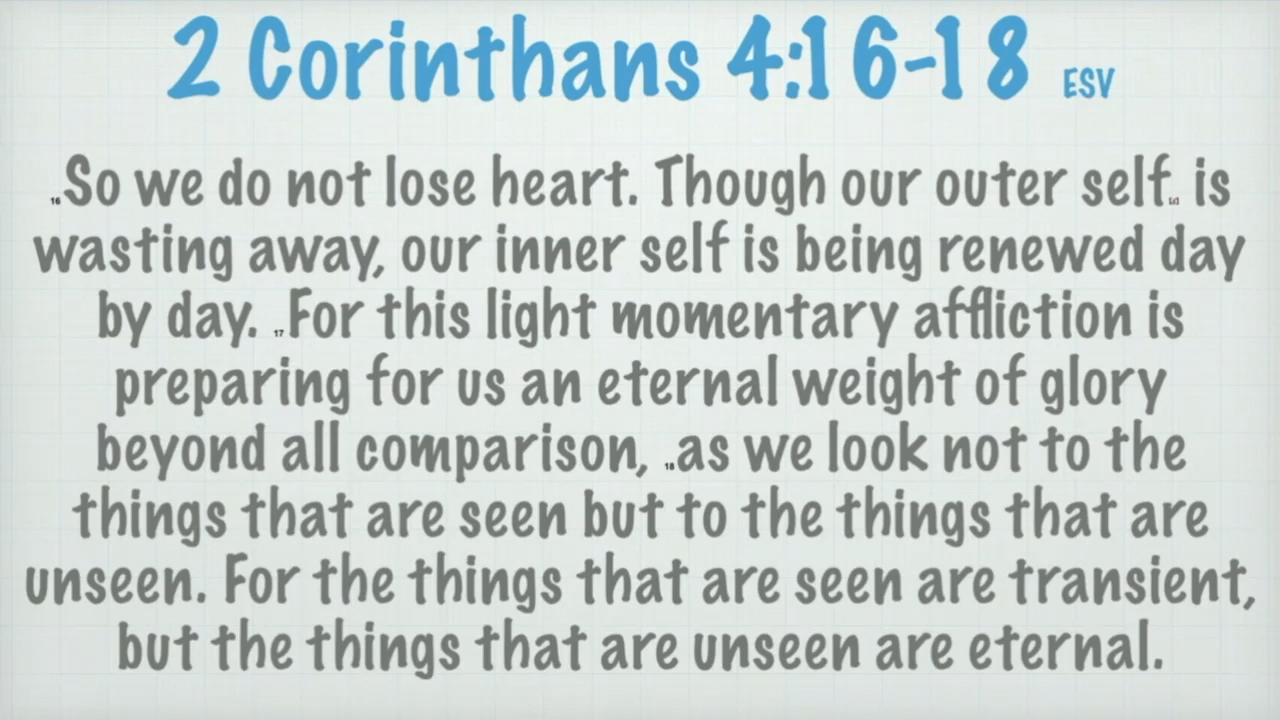 2 Corinthans 4:16-18 ESV
16 So we do not lose heart. Though our outer self is
wasting away, our inner self is being renewed day
by day. 17 For this light momentary affliction is
preparing for us an eternal weight of glory
beyond all comparison, 18 as we look not to the
things that are seen but to the things that are
unseen. For the things that are seen are transient,
but the things that are unseen are eternal.